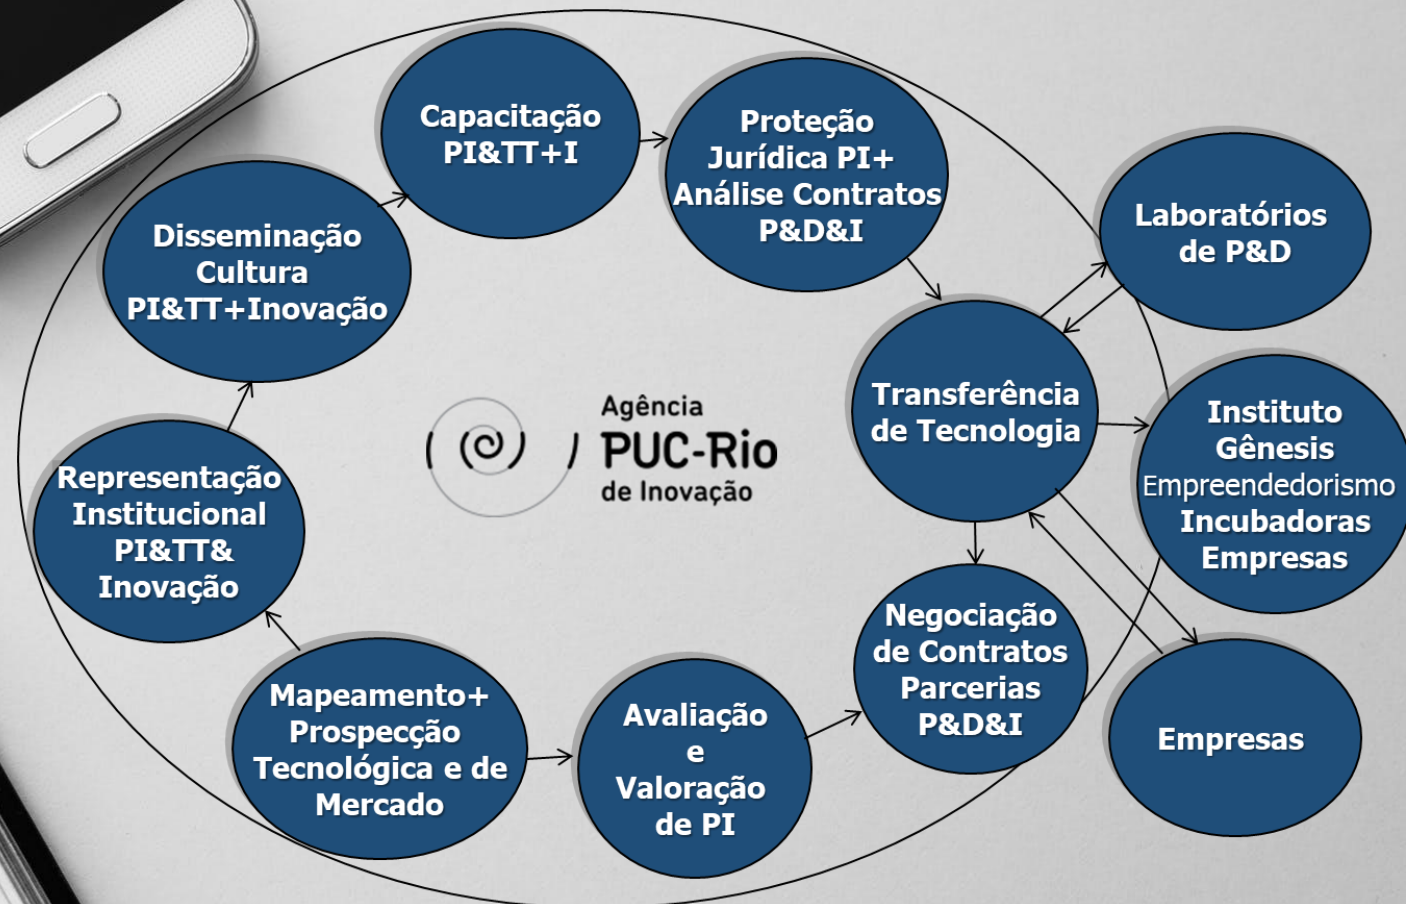 Capacitação
PI&TT+I
Proteção
Jurídica PI+
Análise Contratos
P&D&I
Laboratórios
de P&D
Disseminação
Cultura
PI&TT+Inovação
Transferência
de Tecnologia
Instituto
Gênesis
Empreendedorismo
Incubadoras
Empresas
Agência
PUC-Rio
de Inovação
Representação
Institucional
PI&TT&
Inovação
Negociação
de Contratos
Parcerias
P&D&I
Mapeamento+
Prospecção
Tecnológica e de
Mercado
Avaliação
e
Valoração
de PI
Empresas